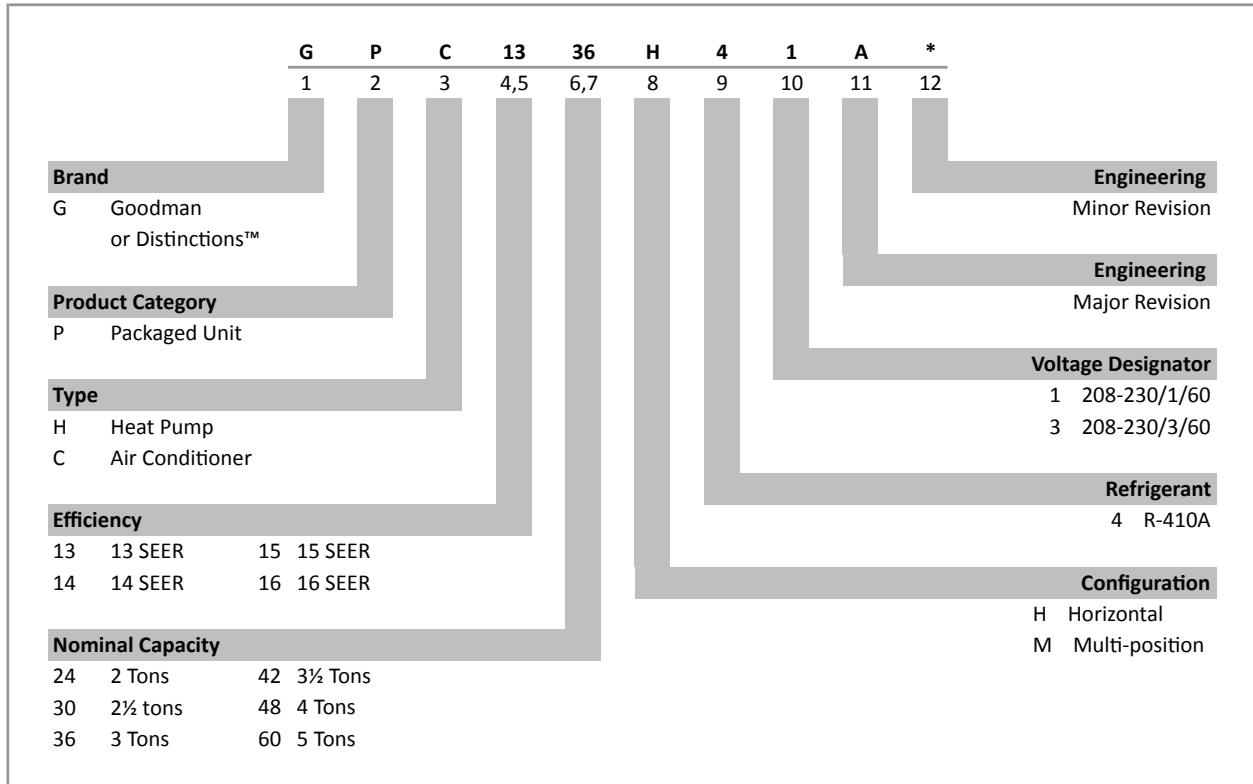 G P C 13 36 H 4 1 A *
1 2 3 4,5 6,7 8 9 10 11 12
Brand
G Goodman
or Distinctions™
Product Category
P Packaged Unit
Type
H Heat Pump
C Air Conditioner
Efficiency
13 13 SEER 15 15 SEER
14 14 SEER 16 16 SEER
Nominal Capacity
24 2 Tons 42 3½ Tons
30 2½ tons 48 4 Tons
36 3 Tons 60 5 Tons
Engineering
Minor Revision
Engineering
Major Revision
Voltage Designator
1 208-230/1/60
3 208-230/3/60
Refrigerant
4 R-410A
Configuration
H Horizontal
M Multi-position